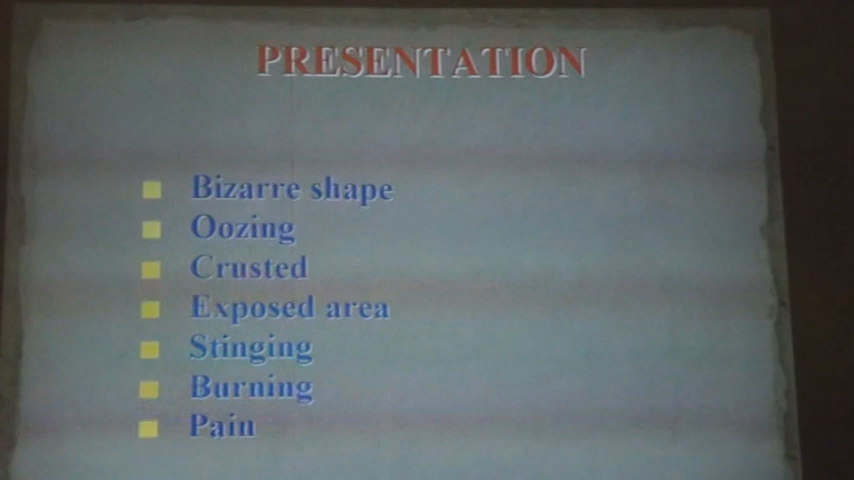 PRESENTATION
Bizarre shape
Oozing
Crusted
Exposed area
Stinging
Burning
Pain